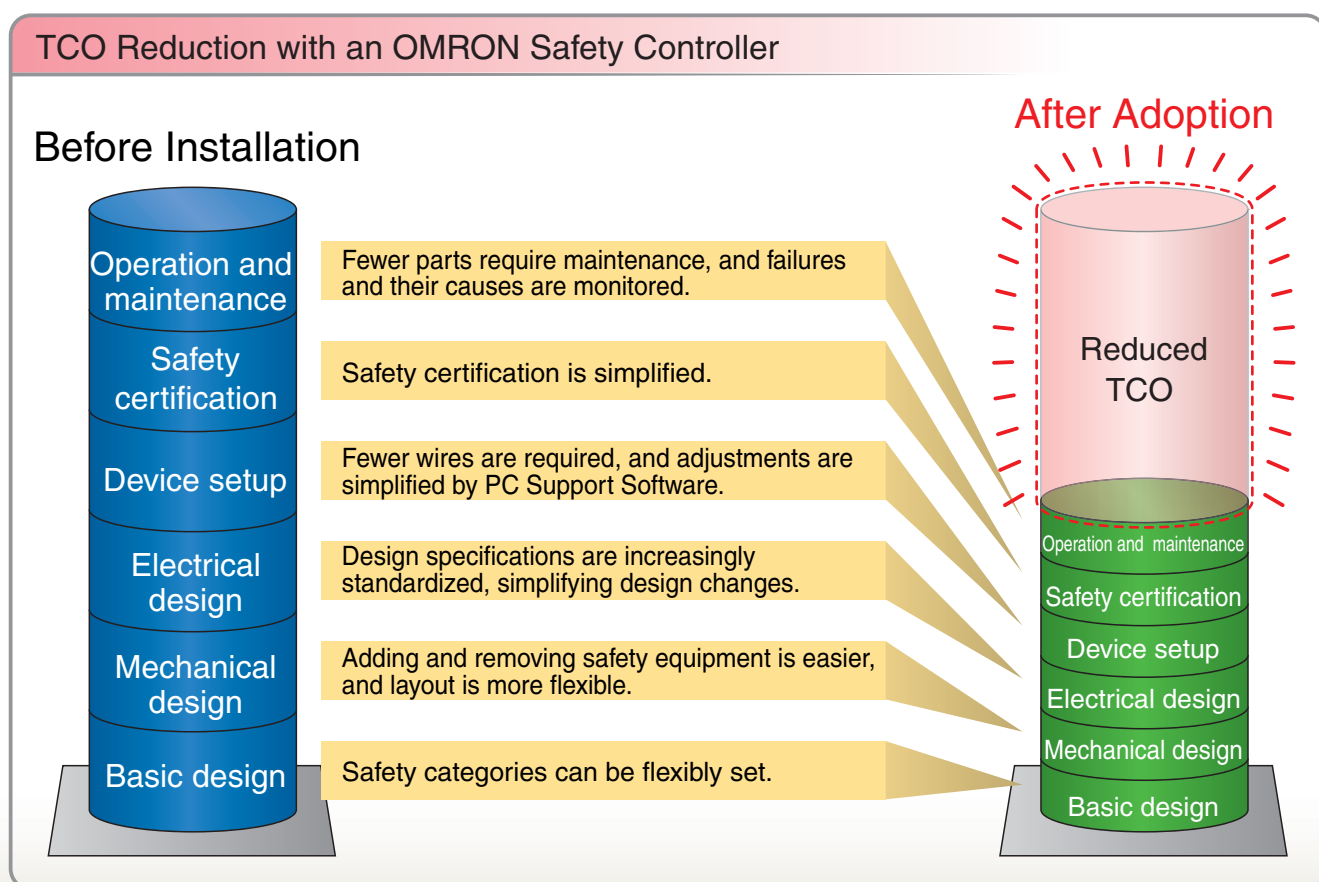 TCO Reduction with an OMRON Safety Controller
Before Installation
Operation and
maintenance
Safety
certification
Device setup
Electrical
design
Mechanical
design
Basic design
Fewer parts require maintenance, and failures
and their causes are monitored.
Safety certification is simplified.
Fewer wires are required, and adjustments are
simplified by PC Support Software.
Design specifications are increasingly
standardized, simplifying design changes.
Adding and removing safety equipment is easier,
and layout is more flexible.
Safety categories can be flexibly set.
After Adoption
Reduced
TCO
Operation and maintenance
Safety certification
Device setup
Electrical design
Mechanical design
Basic design